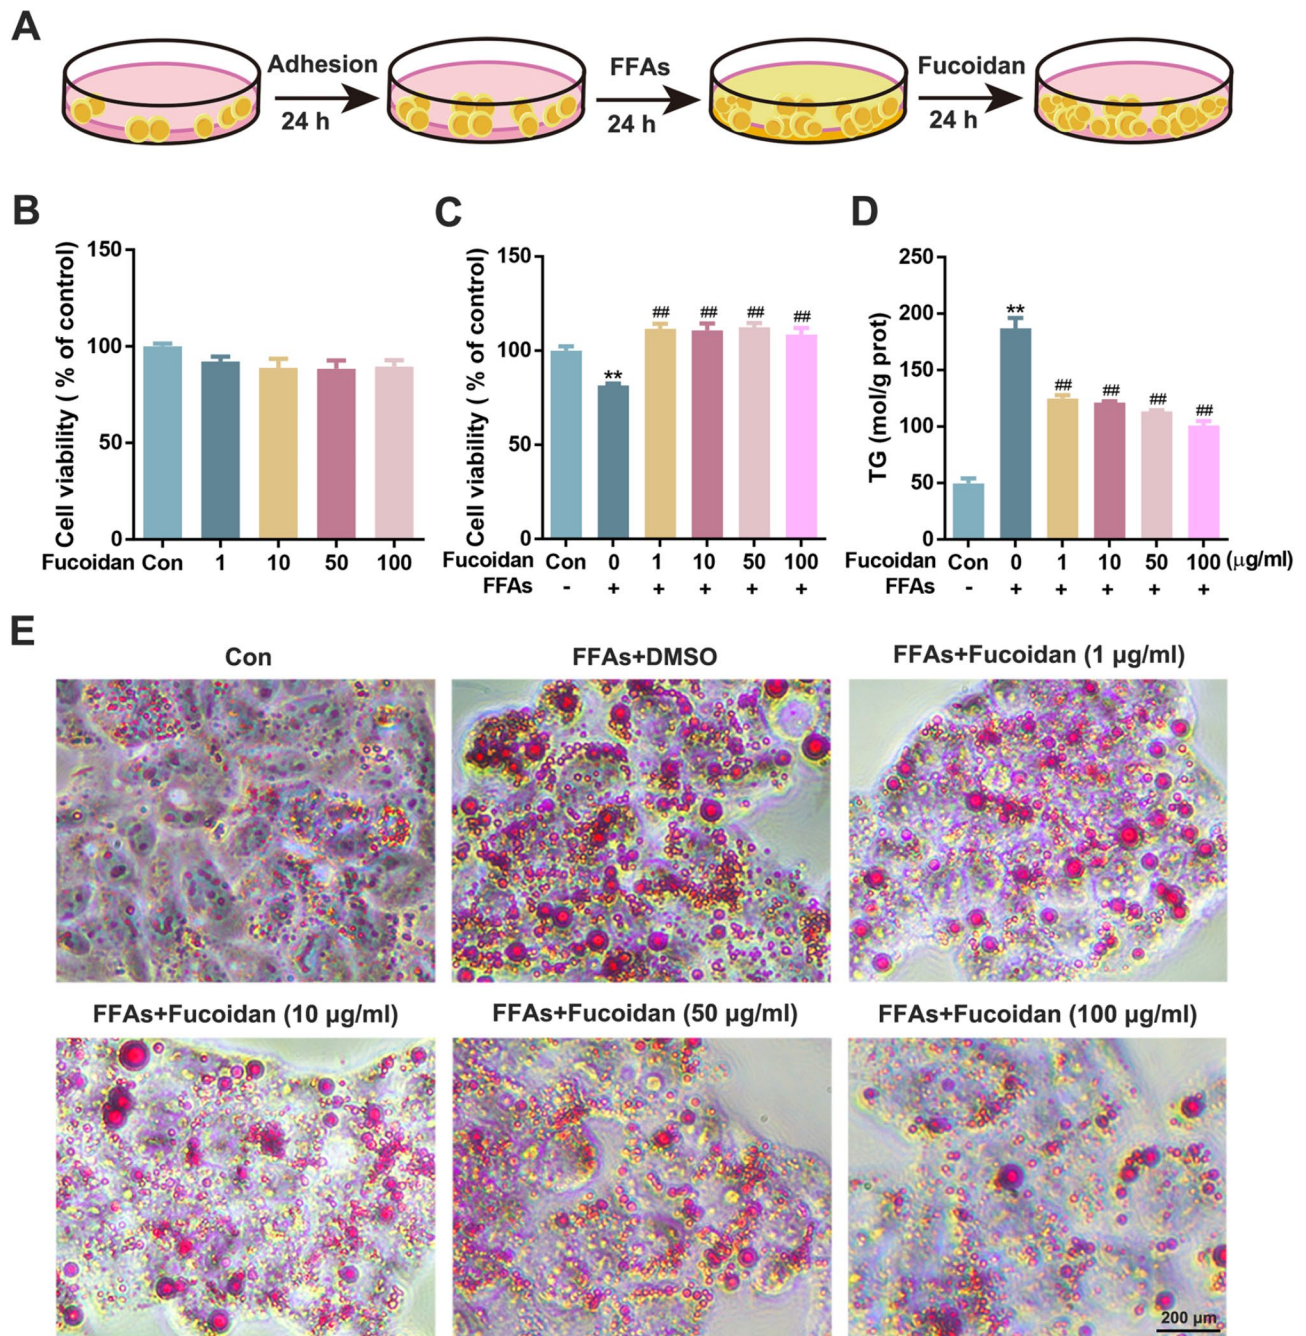 A
Adhesion
24 h
FFAs
24 h
Fucoidan
24 h
B
Cell viability ( % of control)
150
100
50
0
Fucoidan Con 1 10 50 100
C
Cell viability ( % of control)
150
100
50
0
**
##
##
##
##
Fucoidan Con 0 1 10 50 100
FFAs - + + + + +
D
TG (mol/g prot)
250
200
150
100
50
0
**
##
##
##
##
Fucoidan Con 0 1 10 50 100 (μg/ml)
FFAs - + + + + +
E
Con
FFAs+DMSO
FFAs+Fucoidan (1 μg/ml)
FFAs+Fucoidan (10 μg/ml)
FFAs+Fucoidan (50 μg/ml)
FFAs+Fucoidan (100 μg/ml)
200 μm